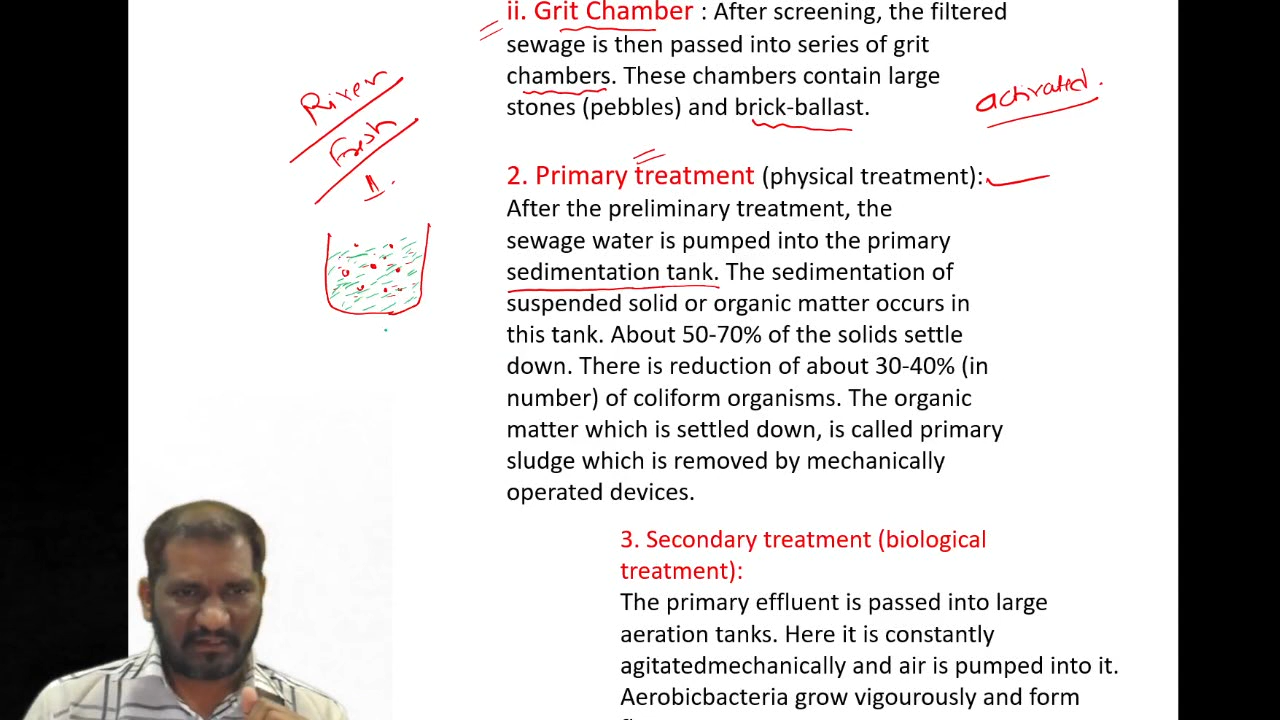 ii. Grit Chamber : After screening, the filtered
sewage is then passed into series of grit
chambers. These chambers contain large
stones (pebbles) and brick-ballast.
River
Fresh
activated.
2. Primary treatment (physical treatment):
After the preliminary treatment, the
sewage water is pumped into the primary
sedimentation tank. The sedimentation of
suspended solid or organic matter occurs in
this tank. About 50-70% of the solids settle
down. There is reduction of about 30-40% (in
number) of coliform organisms. The organic
matter which is settled down, is called primary
sludge which is removed by mechanically
operated devices.
3. Secondary treatment (biological
treatment):
The primary effluent is passed into large
aeration tanks. Here it is constantly
agitatedmechanically and air is pumped into it.
Aerobicbacteria grow vigourously and form